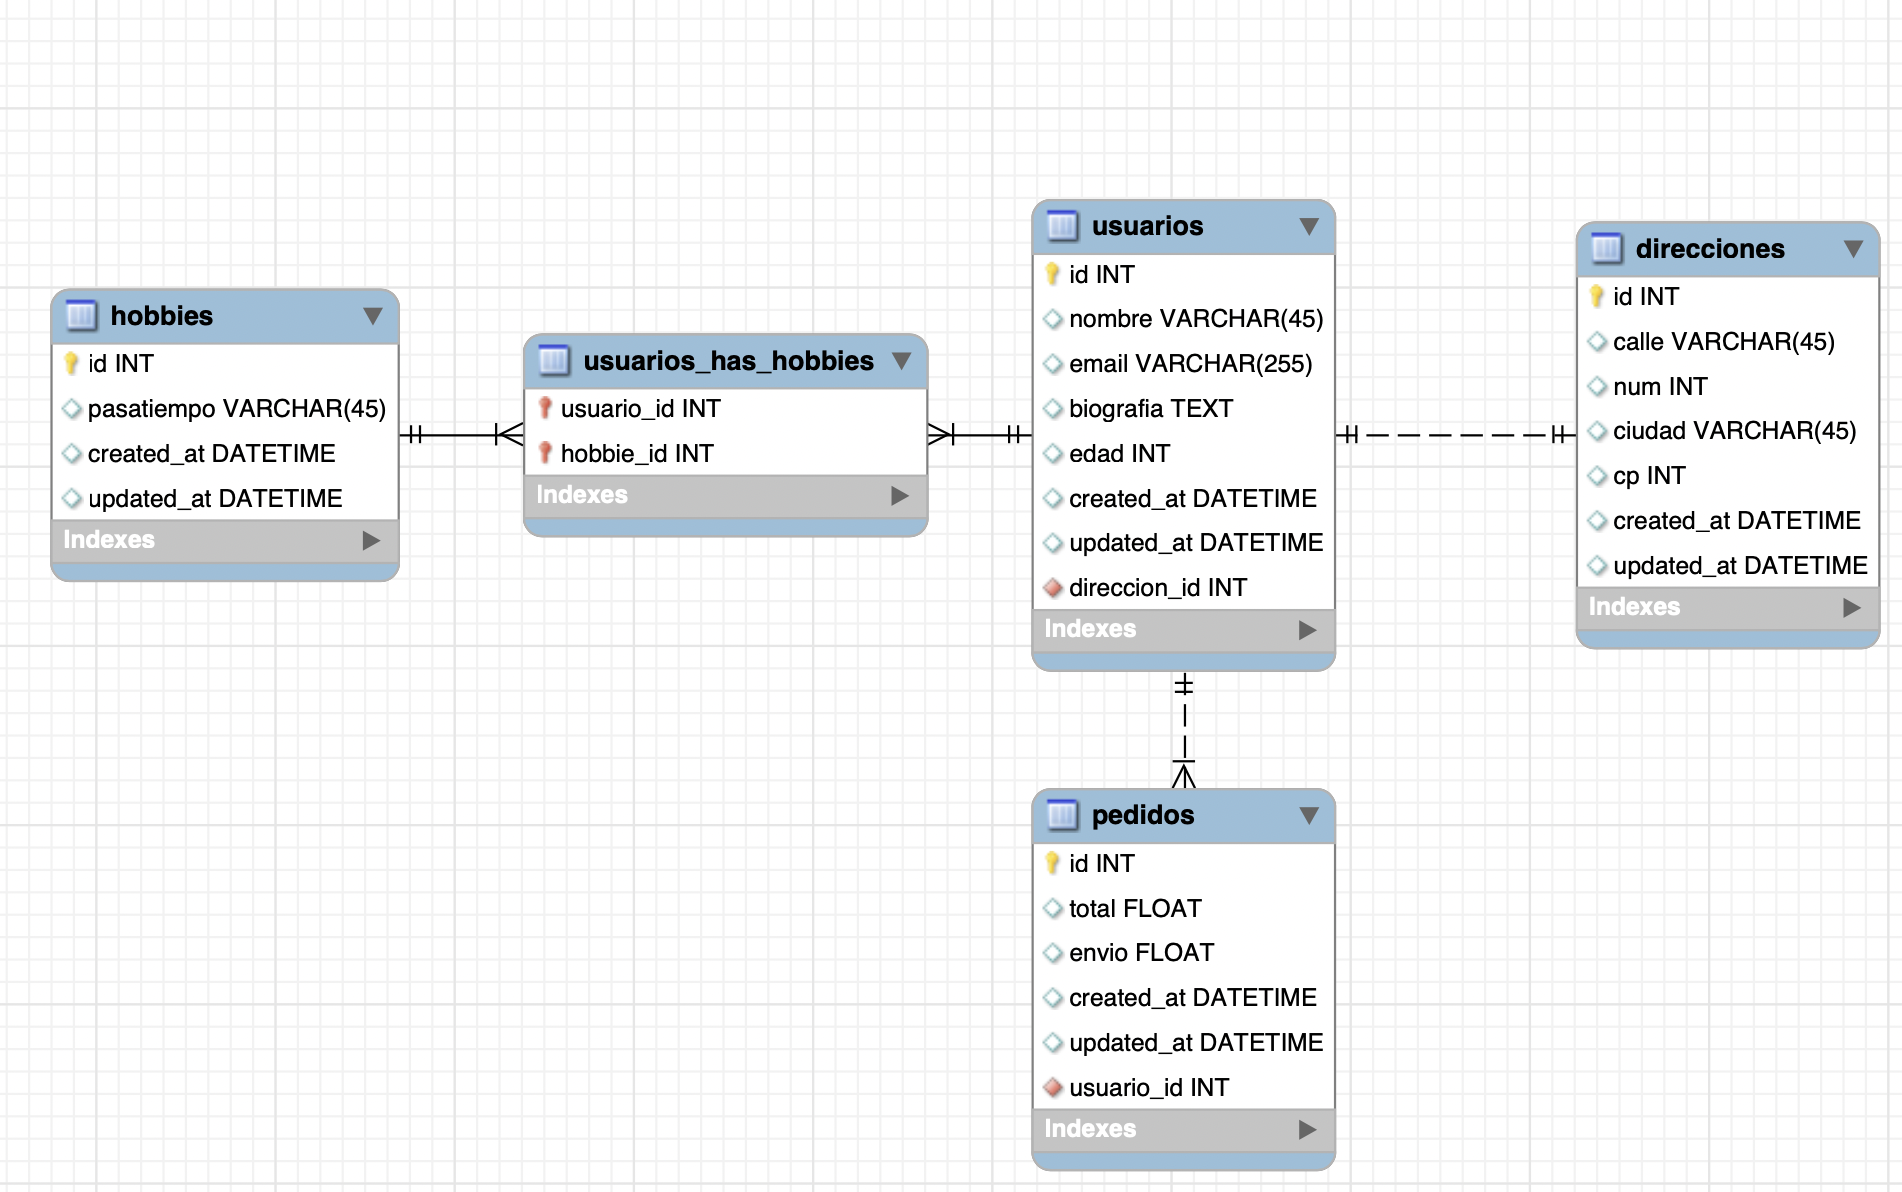 hobbies
id INT
pasatiempo VARCHAR(45)
created_at DATETIME
updated_at DATETIME
Indexes
usuarios_has_hobbies
usuario_id INT
hobbie_id INT
Indexes
usuarios
id INT
nombre VARCHAR(45)
email VARCHAR(255)
biografia TEXT
edad INT
created_at DATETIME
updated_at DATETIME
direccion_id INT
Indexes
direcciones
id INT
calle VARCHAR(45)
num INT
ciudad VARCHAR(45)
cp INT
created_at DATETIME
updated_at DATETIME
Indexes
pedidos
id INT
total FLOAT
envio FLOAT
created_at DATETIME
updated_at DATETIME
usuario_id INT
Indexes